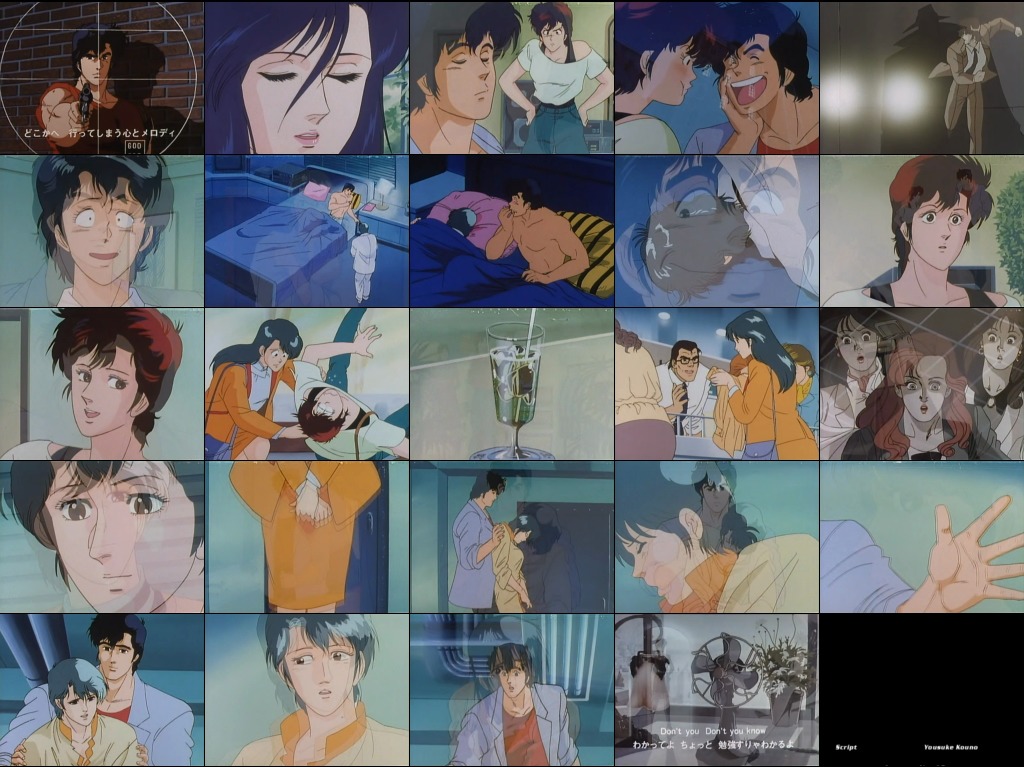 どこかへ 行ってしまう心とメロディ
600
Don't you Don't you know
わかってよ ちょっと 勉強すりゃわかるよ
Script Yousuke Kouno